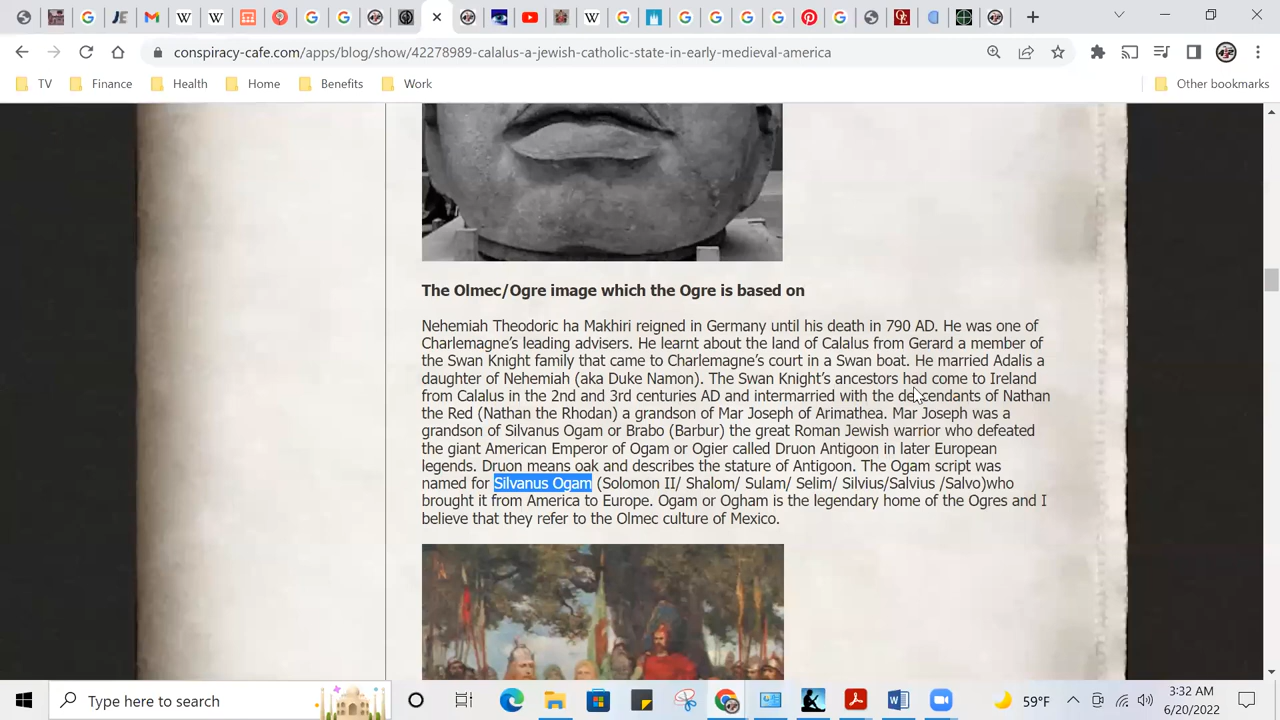 conspiracy-cafe.com/apps/blog/show/42278989-calalus-a-jewish-catholic-state-in-early-medieval-america
TV Finance Health Home Benefits Work Other bookmarks
The Olmec/Ogre image which the Ogre is based on
Nehemiah Theodoric ha Makhiri reigned in Germany until his death in 790 AD. He was one of
Charlemagne's leading advisers. He learnt about the land of Calalus from Gerard a member of
the Swan Knight family that came to Charlemagne's court in a Swan boat. He married Adalis a
daughter of Nehemiah (aka Duke Namon). The Swan Knight's ancestors had come to Ireland
from Calalus in the 2nd and 3rd centuries AD and intermarried with the descendants of Nathan
the Red (Nathan the Rhodan) a grandson of Mar Joseph of Arimathea. Mar Joseph was a
grandson of Silvanus Ogam or Brabo (Barbur) the great Roman Jewish warrior who defeated
the giant American Emperor of Ogam or Ogier called Druon Antigoon in later European
legends. Druon means oak and describes the stature of Antigoon. The Ogam script was
named for Silvanus Ogam (Solomon II/ Shalom/ Sulam/ Selim/ Silvius/Salvius /Salvo)who
brought it from America to Europe. Ogam or Ogham is the legendary home of the Ogres and I
believe that they refer to the Olmec culture of Mexico.
Type here to search
59°F
3:32 AM
6/20/2022